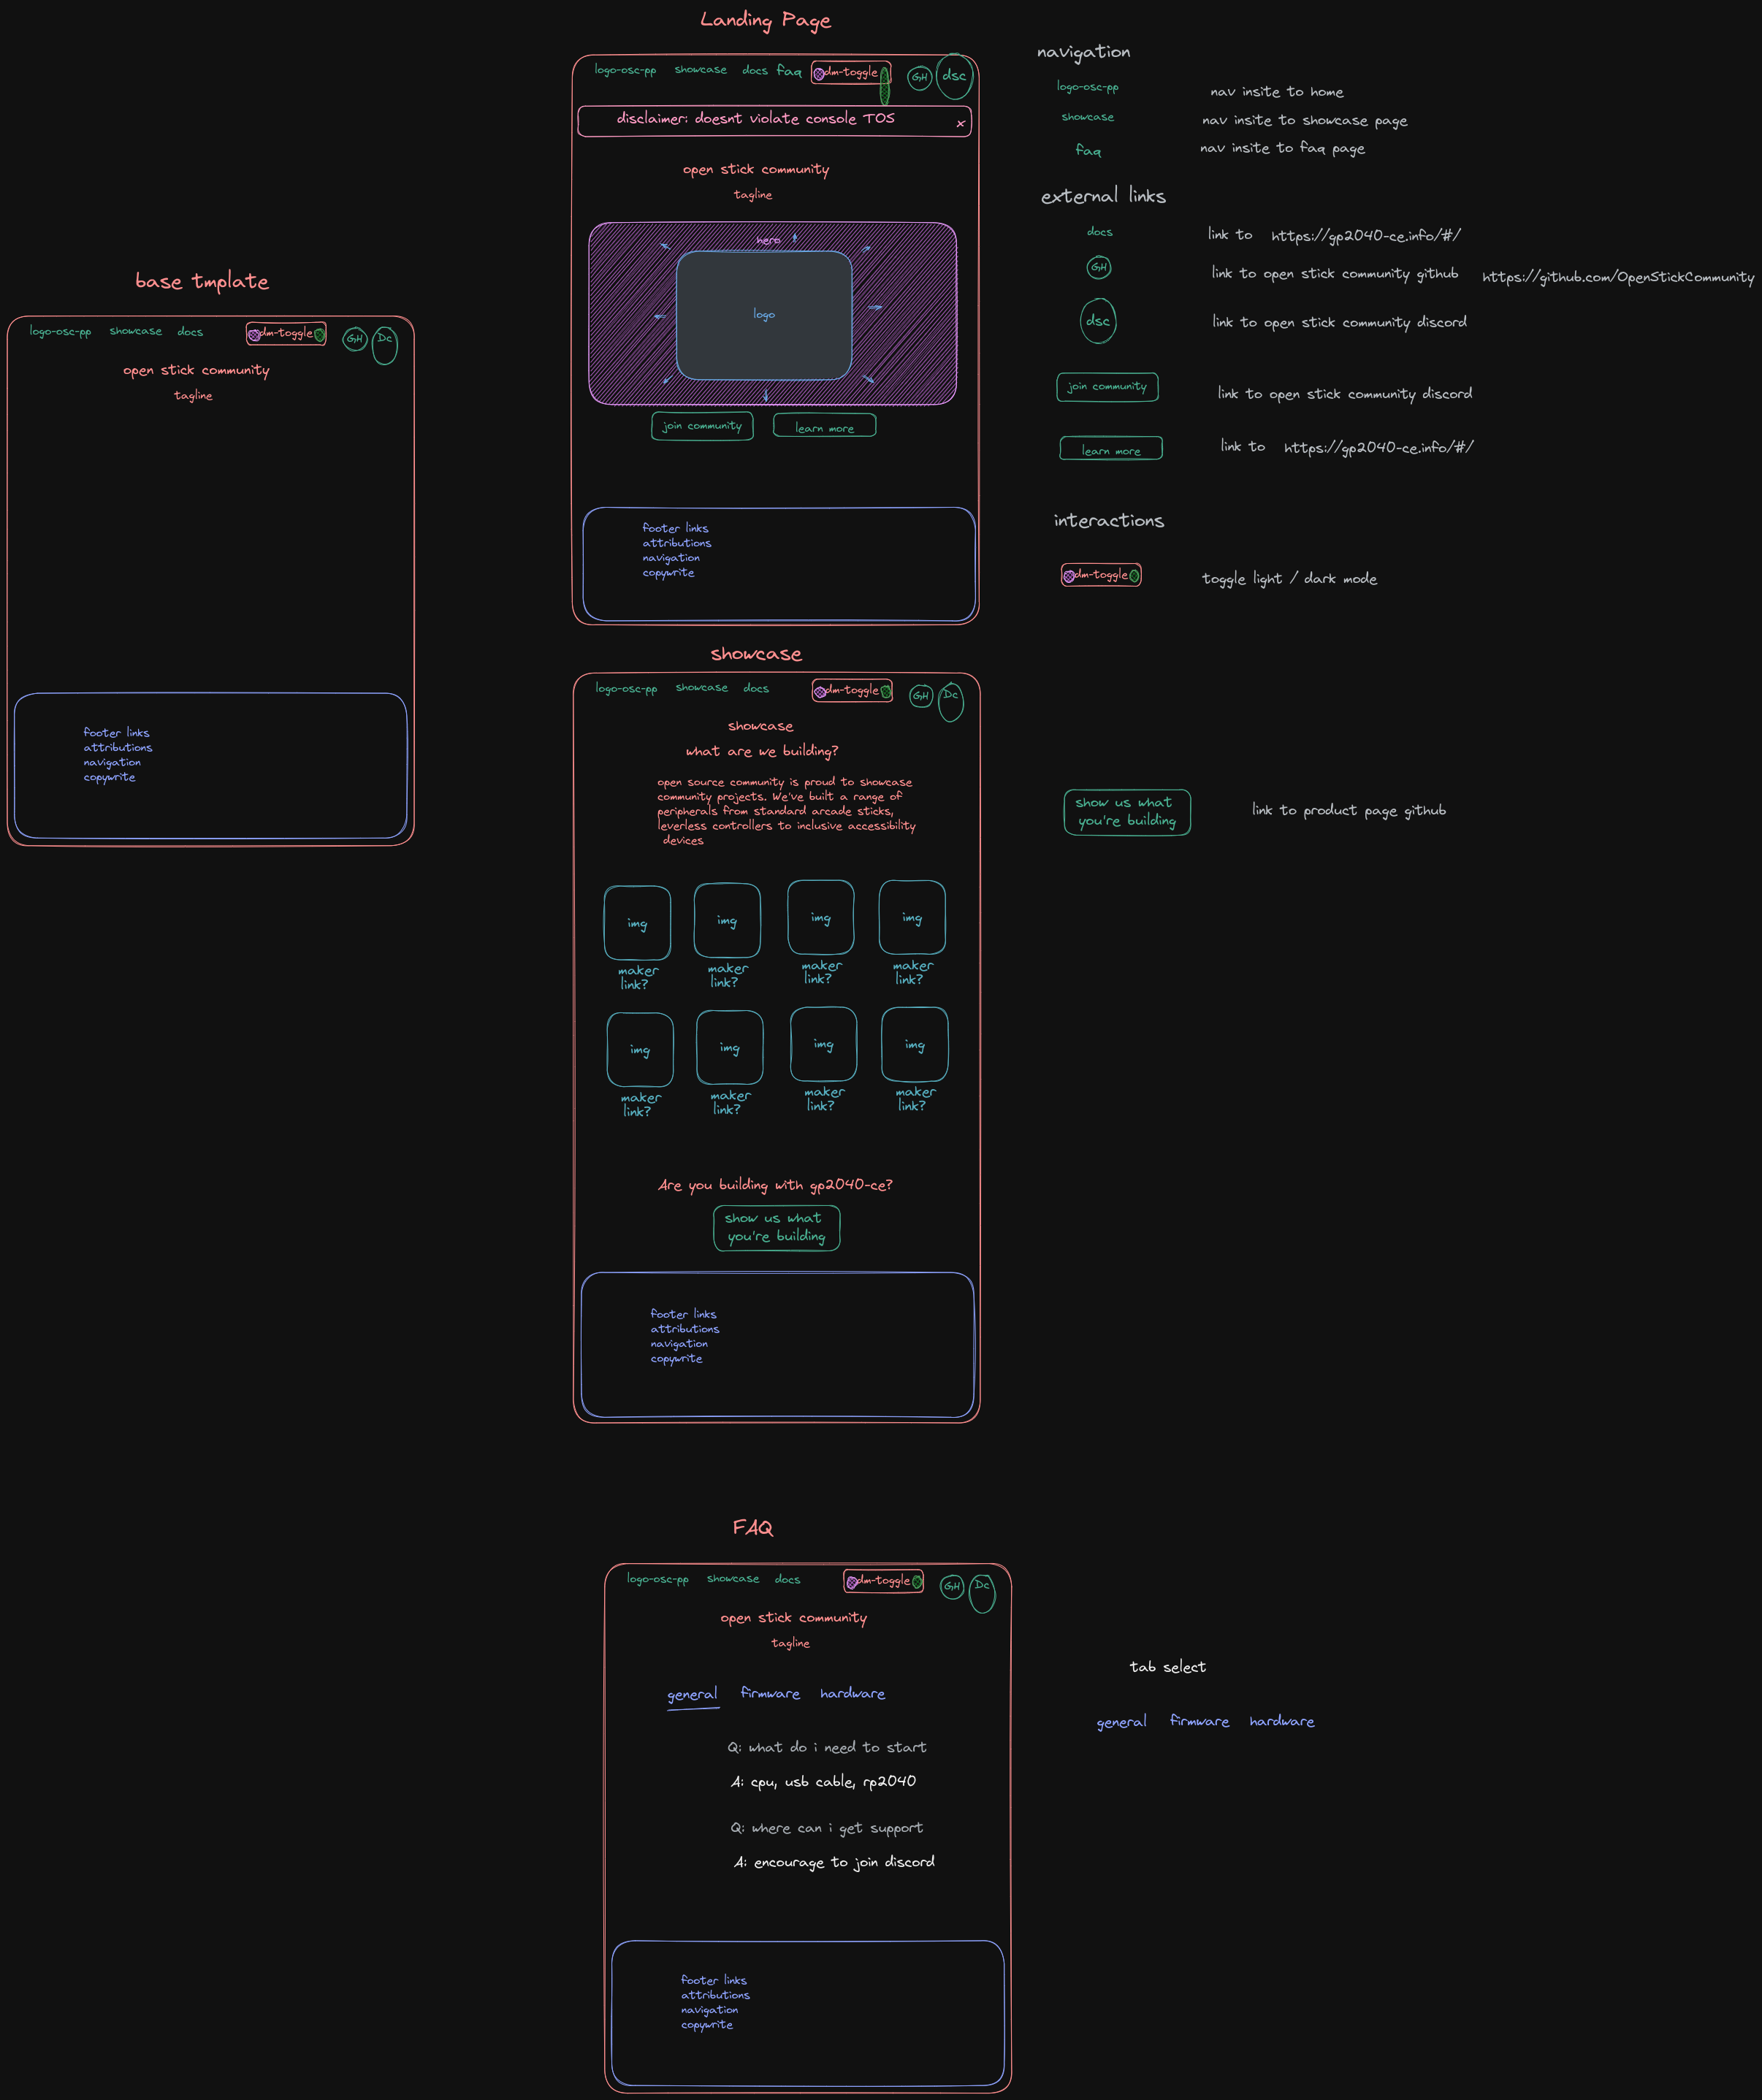 Landing Page
logo-osc-pp showcase docs faq dm-toggle GH dsc
disclaimer: doesnt violate console TOS x
open stick community
tagline
hero
logo
join community learn more
footer links
attributions
navigation
copywrite
navigation
logo-osc-pp nav insite to home
showcase nav insite to showcase page
faq nav insite to faq page
external links
docs link to https://gp2040-ce.info/#/
GH link to open stick community github https://github.com/OpenStickCommunity
dsc link to open stick community discord
join community link to open stick community discord
learn more link to https://gp2040-ce.info/#/
interactions
dm-toggle toggle light / dark mode
base tmplate
logo-osc-pp showcase docs dm-toggle GH Dc
open stick community
tagline
footer links
attributions
navigation
copywrite
showcase
logo-osc-pp showcase docs dm-toggle GH Dc
showcase
what are we building?
open source community is proud to showcase
community projects. We've built a range of
peripherals from standard arcade sticks,
leverless controllers to inclusive accessibility
devices
img img img img
maker maker maker maker
link? link? link? link?
img img img img
maker maker maker maker
link? link? link? link?
Are you building with gp2040-ce?
show us what
you're building
footer links
attributions
navigation
copywrite
show us what
you're building
link to product page github
FAQ
logo-osc-pp showcase docs dm-toggle GH Dc
open stick community
tagline
general firmware hardware
Q: what do i need to start
A: cpu, usb cable, rp2040
Q: where can i get support
A: encourage to join discord
footer links
attributions
navigation
copywrite
tab select
general firmware hardware